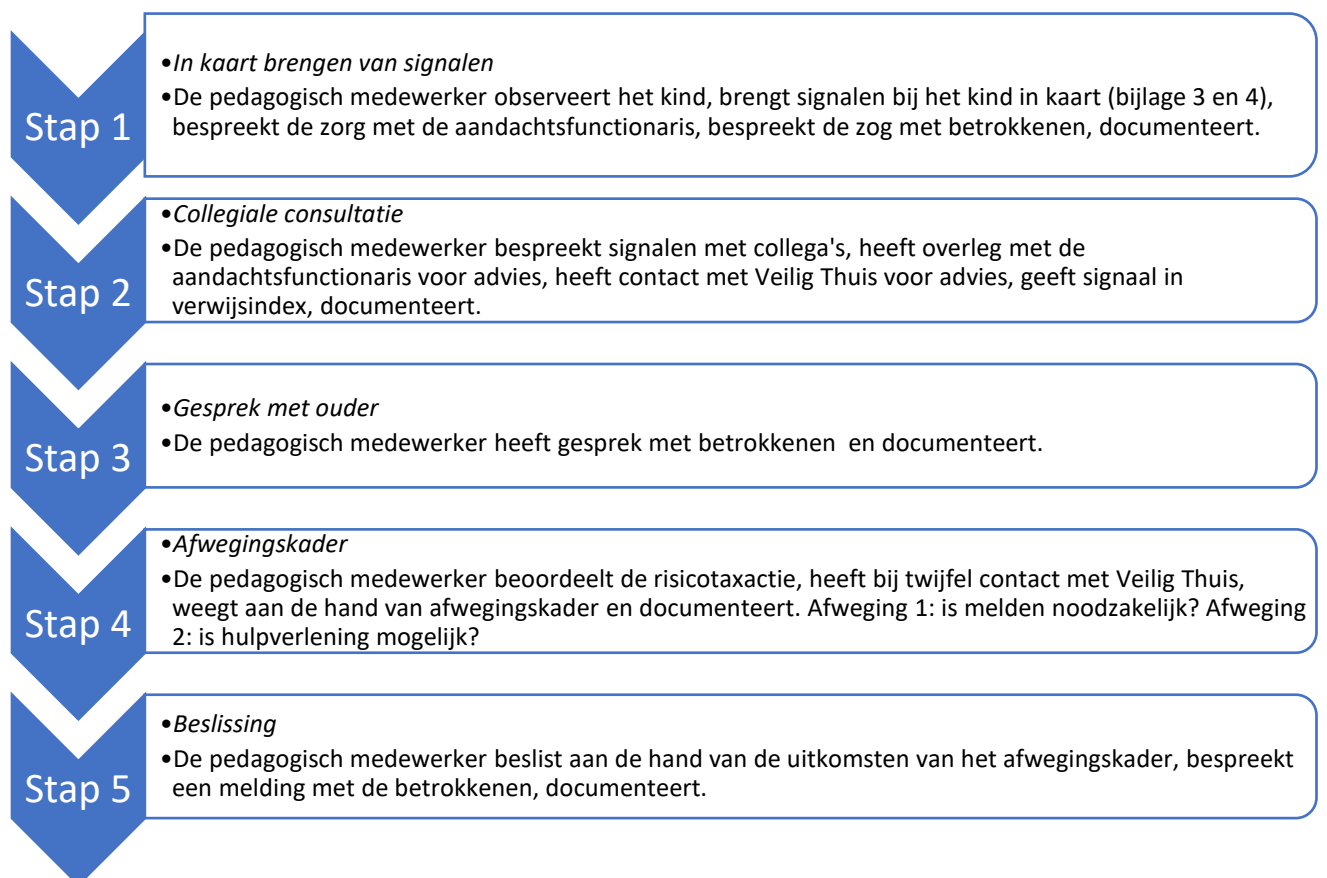 Stap 1
•In kaart brengen van signalen
•De pedagogisch medewerker observeert het kind, brengt signalen bij het kind in kaart (bijlage 3 en 4),
bespreekt de zorg met de aandachtsfunctionaris, bespreekt de zog met betrokkenen, documenteert.
Stap 2
•Collegiale consultatie
•De pedagogisch medewerker bespreekt signalen met collega's, heeft overleg met de
aandachtsfunctionaris voor advies, heeft contact met Veilig Thuis voor advies, geeft signaal in
verwijsindex, documenteert.
Stap 3
•Gesprek met ouder
•De pedagogisch medewerker heeft gesprek met betrokkenen en documenteert.
Stap 4
•Afwegingskader
•De pedagogisch medewerker beoordeelt de risicotaxactie, heeft bij twijfel contact met Veilig Thuis,
weegt aan de hand van afwegingskader en documenteert. Afweging 1: is melden noodzakelijk? Afweging
2: is hulpverlening mogelijk?
Stap 5
•Beslissing
•De pedagogisch medewerker beslist aan de hand van de uitkomsten van het afwegingskader, bespreekt
een melding met de betrokkenen, documenteert.